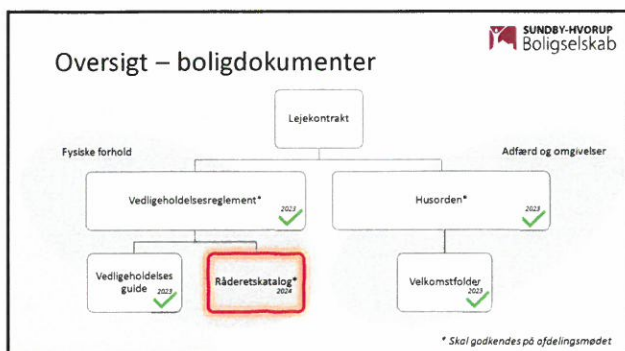 SUNDBY-HVORUP
Boligselskab
Oversigt – boligdokumenter
Lejekontrakt
Fysiske forhold
Adfærd og omgivelser
Vedligeholdelsesreglement*
2023
Husorden*
2023
Vedligeholdelses
guide
2023
Råderetskatalog*
2024
Velkomstfolder
2023
* Skal godkendes på afdelingsmødet